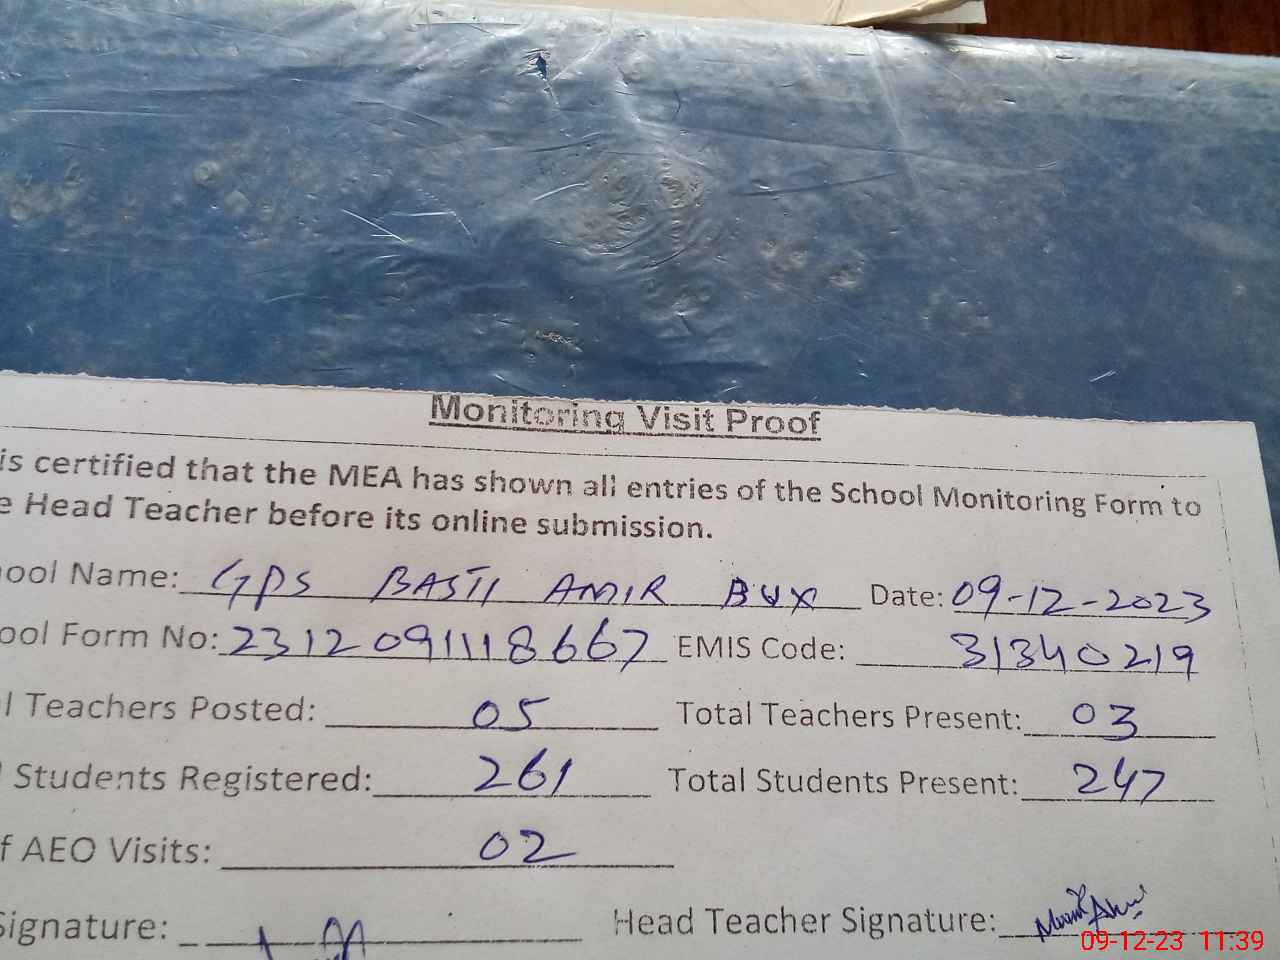 Monitoring Visit Proof
is certified that the MEA has shown all entries of the School Monitoring Form to
e Head Teacher before its online submission.
ool Name: GPS BASTI AMIR BUX Date: 09-12-2023
ool Form No: 2312091118667 EMIS Code: 31340219
l Teachers Posted: 05 Total Teachers Present: 03
Students Registered: 261 Total Students Present: 247
f AEO Visits: 02
Signature: Head Teacher Signature:
09-12-23 11:39